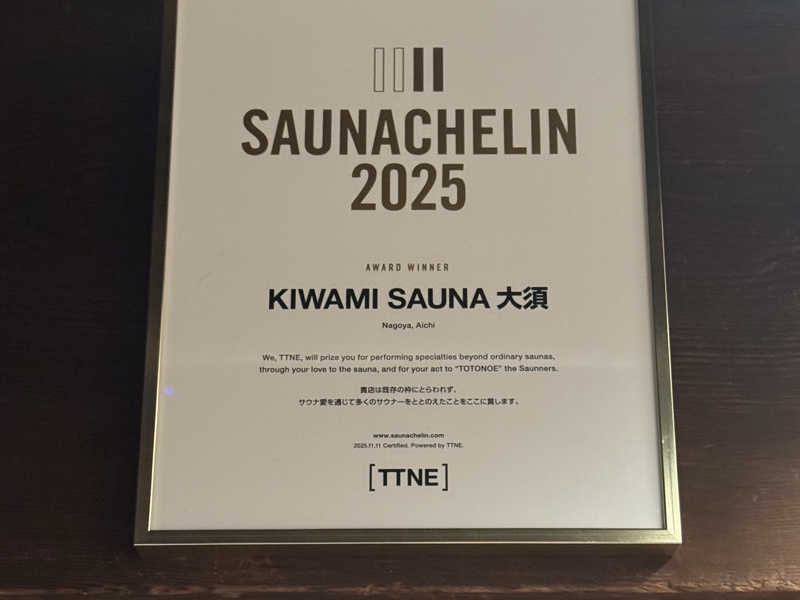 SAUNACHELIN
2025
AWARD WINNER
KIWAMI SAUNA 大須
Nagoya, Aichi
We, TTNE, will prize you for performing specialties beyond ordinary saunas,
through your love to the sauna, and for your act to “TOTONOE” the Saunners.
貴店は既存の枠にとらわれず、
サウナ愛を通じて多くのサウナーをととのえたことをここに賞します。
www.saunachelin.com
2025.11.11 Certified. Powered by TTNE.
[TTNE]